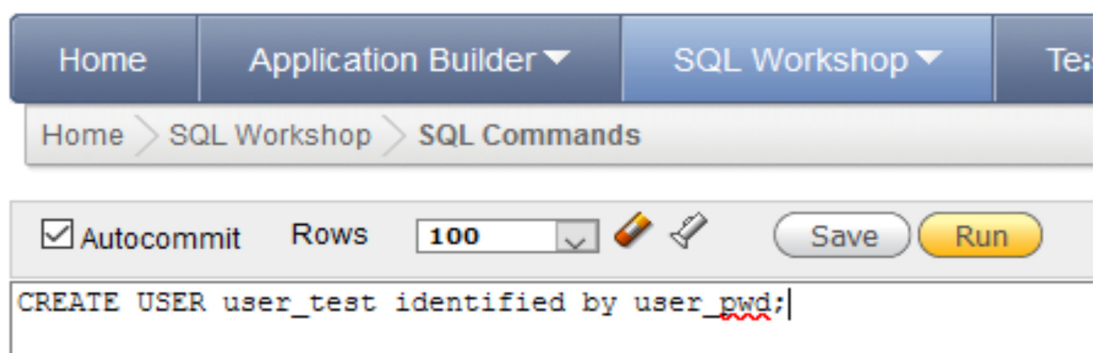 Home Application Builder SQL Workshop
Home SQL Workshop SQL Commands
Autocommit Rows 100 Save Run
CREATE USER user_test identified by user_pwd;